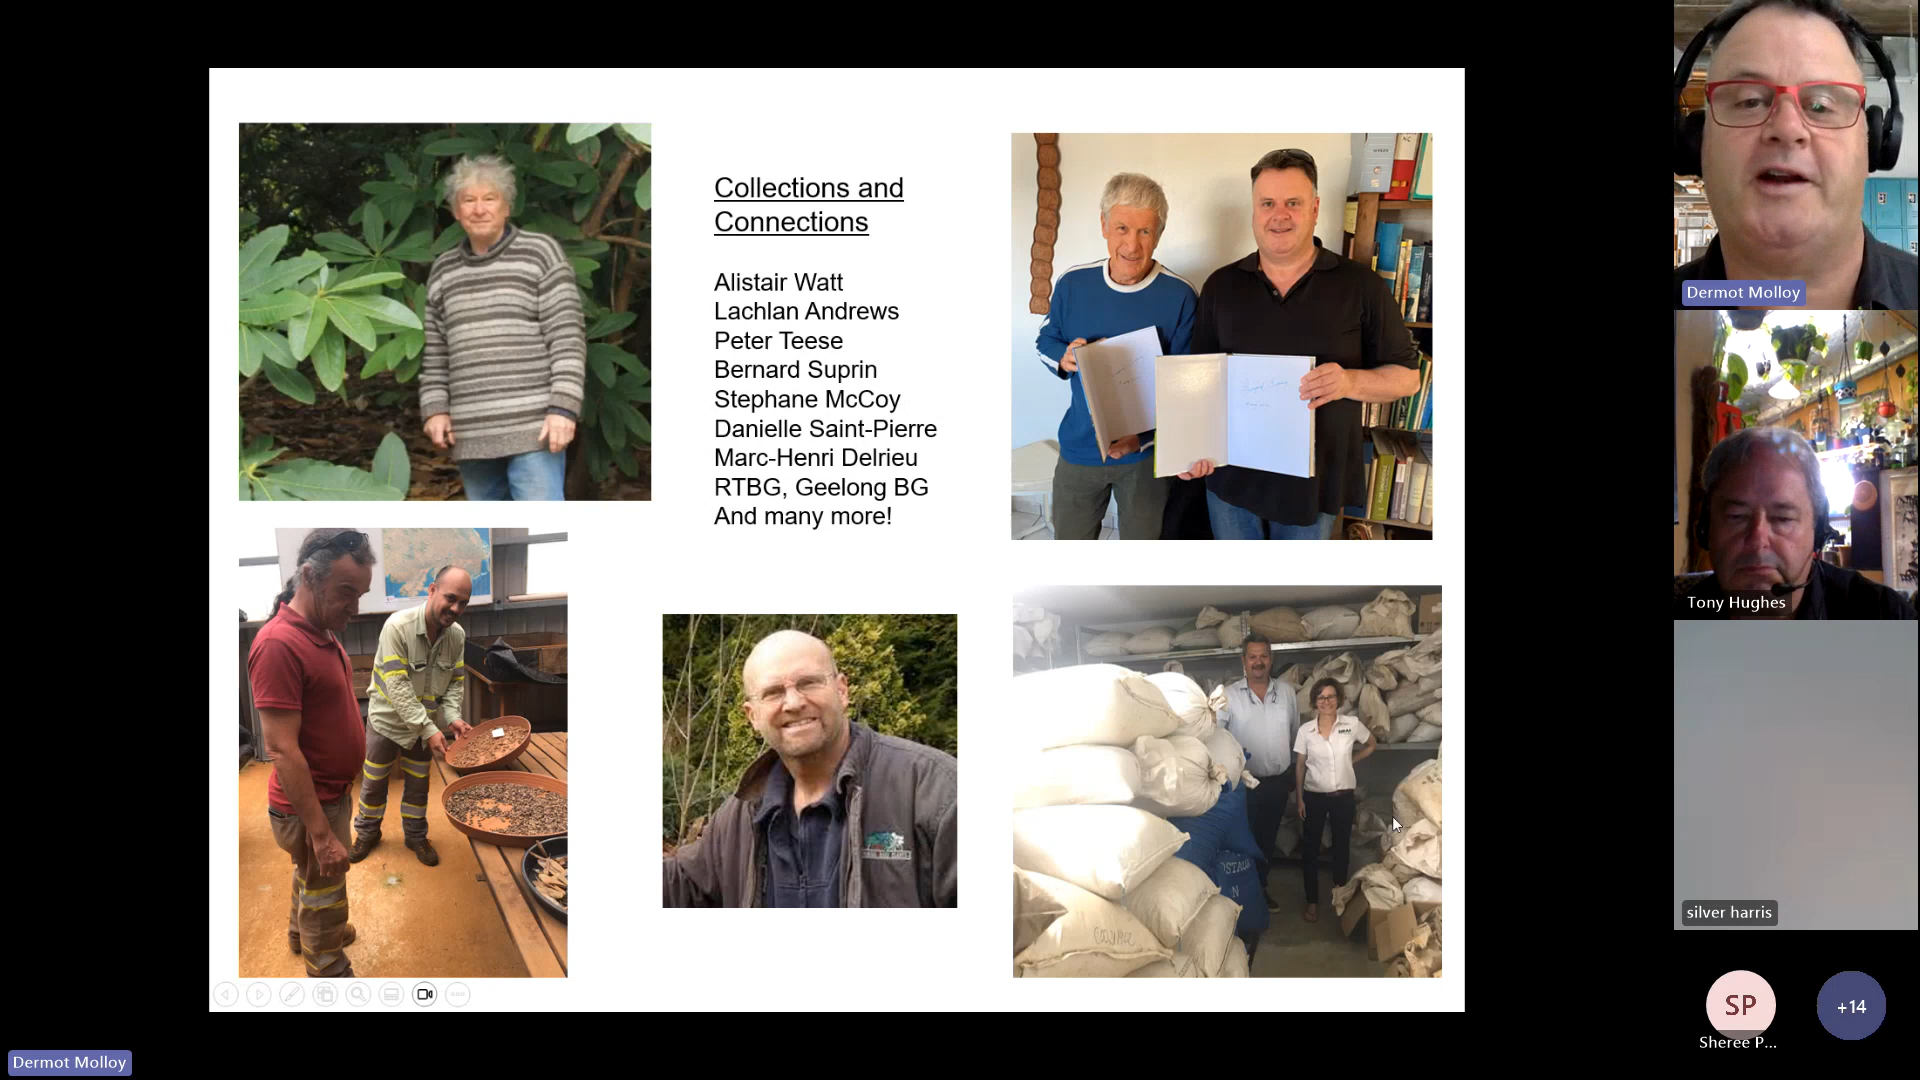 Collections and
Connections
Alistair Watt
Lachlan Andrews
Peter Teese
Bernard Suprin
Stephane McCoy
Danielle Saint-Pierre
Marc-Henri Delrieu
RTBG, Geelong BG
And many more!
Dermot Molloy
Tony Hughes
silver harris
SP
+14
Sheree P...
Dermot Molloy